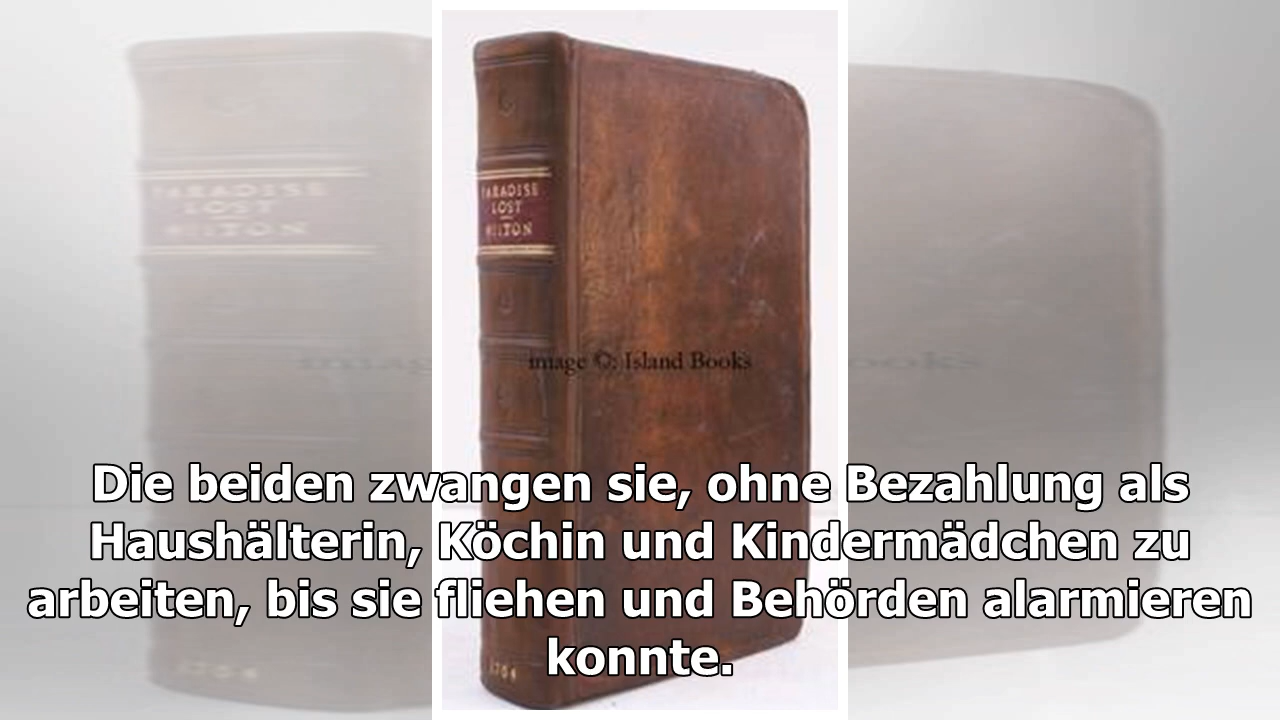 PARADISE
LOST
MILTON
image ©: Island Books
Die beiden zwangen sie, ohne Bezahlung als
Haushälterin, Köchin und Kindermädchen zu
arbeiten, bis sie fliehen und Behörden alarmieren
konnte.
1704